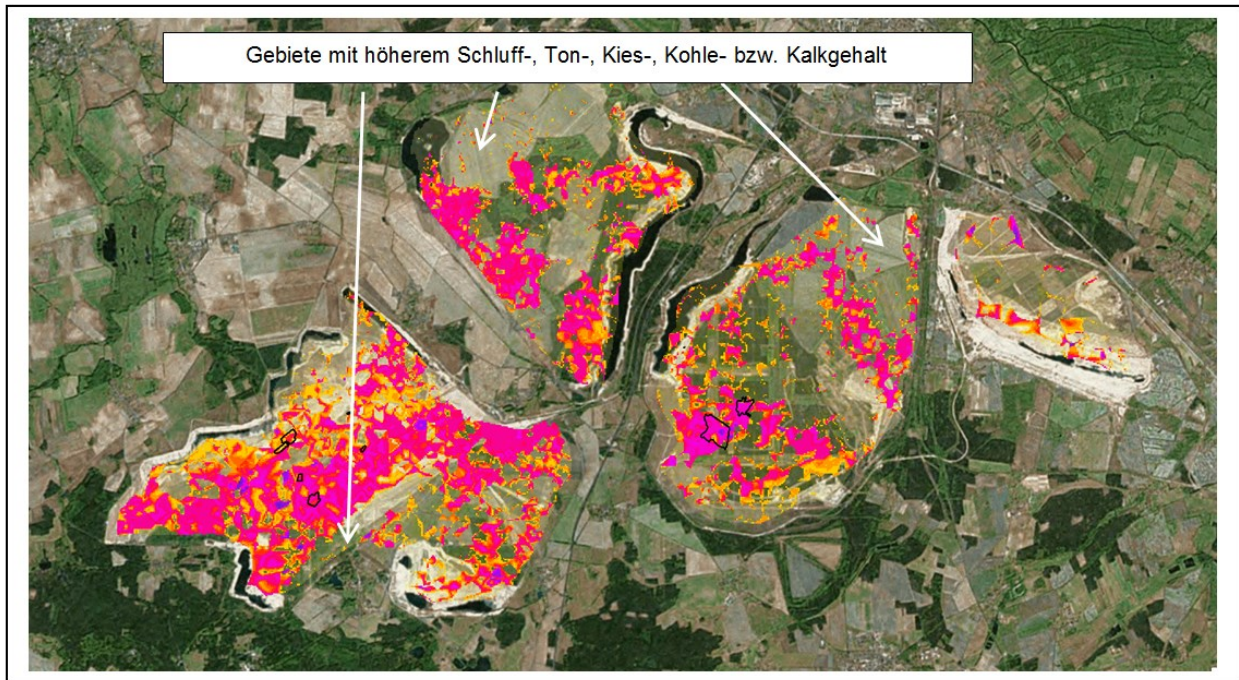 Gebiete mit höherem Schluff-, Ton-, Kies-, Kohle- bzw. Kalkgehalt